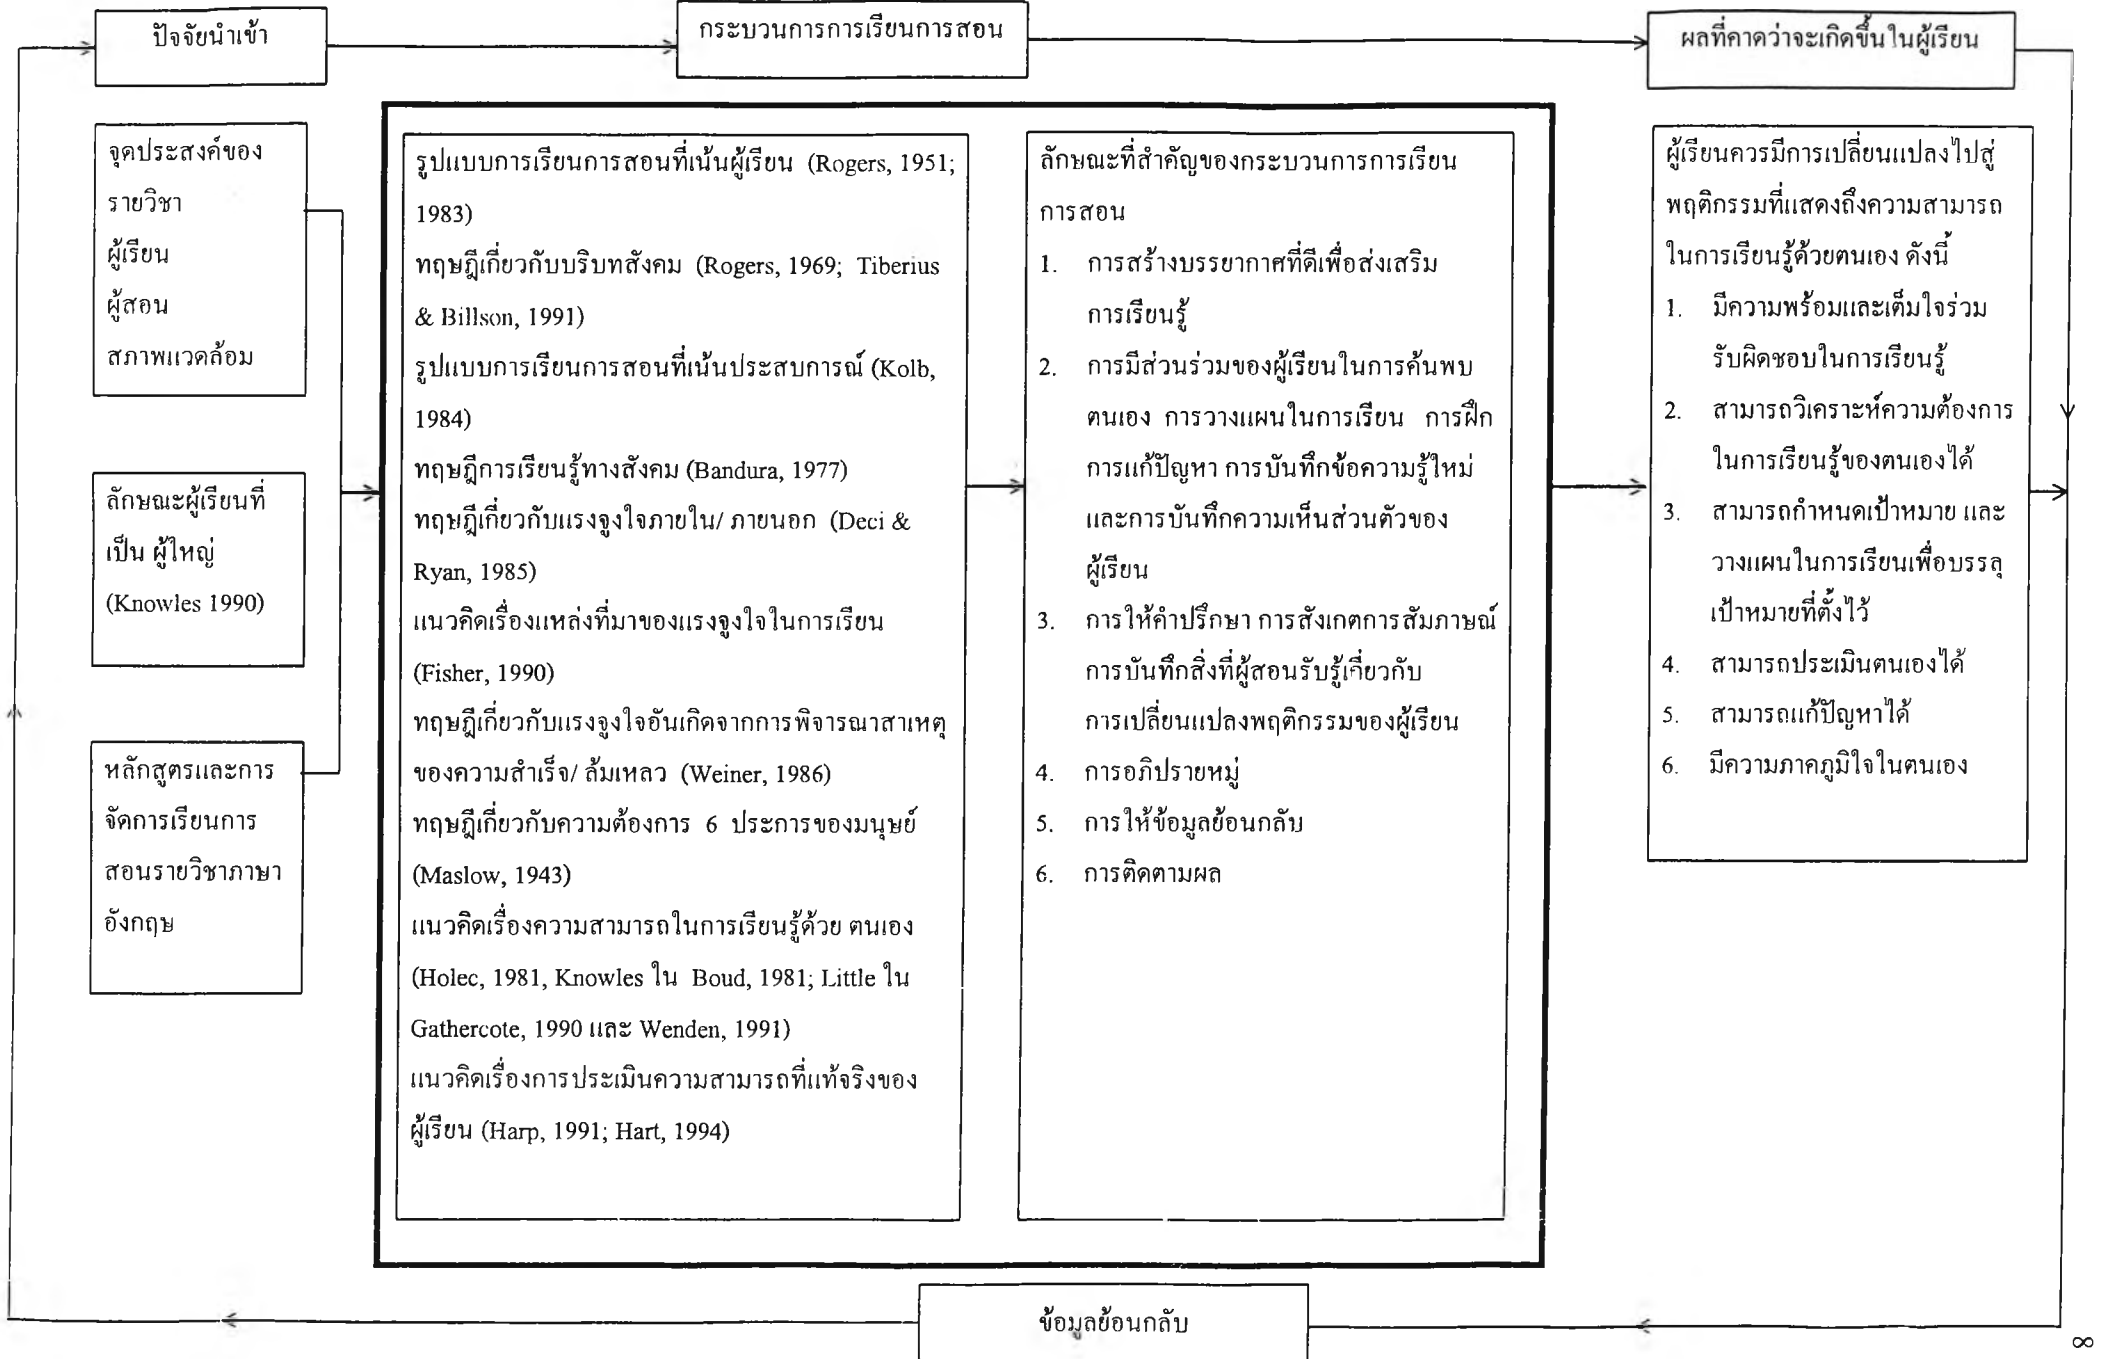 ปัจจัยนำเข้า
กระบวนการการเรียนการสอน
ผลที่คาดว่าจะเกิดขึ้นในผู้เรียน
จุดประสงค์ของ
รายวิชา
ผู้เรียน
ผู้สอน
สภาพแวดล้อม
ลักษณะผู้เรียนที่
เป็น ผู้ใหญ่
(Knowles 1990)
หลักสูตรและการ
จัดการเรียนการ
สอนรายวิชาภาษา
อังกฤษ
รูปแบบการเรียนการสอนที่เน้นผู้เรียน (Rogers, 1951;
1983)
ทฤษฎีเกี่ยวกับบริบทสังคม (Rogers, 1969; Tiberius
& Billson, 1991)
รูปแบบการเรียนการสอนที่เน้นประสบการณ์ (Kolb,
1984)
ทฤษฎีการเรียนรู้ทางสังคม (Bandura, 1977)
ทฤษฎีเกี่ยวกับแรงจูงใจภายใน/ ภายนอก (Deci &
Ryan, 1985)
แนวคิดเรื่องแหล่งที่มาของแรงจูงใจในการเรียน
(Fisher, 1990)
ทฤษฎีเกี่ยวกับแรงจูงใจอันเกิดจากการพิจารณาสาเหตุ
ของความสำเร็จ/ ล้มเหลว (Weiner, 1986)
ทฤษฎีเกี่ยวกับความต้องการ 6 ประการของมนุษย์
(Maslow, 1943)
แนวคิดเรื่องความสามารถในการเรียนรู้ด้วย ตนเอง
(Holec, 1981, Knowles ใน Boud, 1981; Little ใน
Gathercote, 1990 และ Wenden, 1991)
แนวคิดเรื่องการประเมินความสามารถที่แท้จริงของ
ผู้เรียน (Harp, 1991; Hart, 1994)
ลักษณะที่สำคัญของกระบวนการการเรียน
การสอน
1. การสร้างบรรยากาศที่ดีเพื่อส่งเสริม
การเรียนรู้
2. การมีส่วนร่วมของผู้เรียนในการค้นพบ
ตนเอง การวางแผนในการเรียน การฝึก
การแก้ปัญหา การบันทึกข้อความรู้ใหม่
และการบันทึกความเห็นส่วนตัวของ
ผู้เรียน
3. การให้คำปรึกษา การสังเกตการสัมภาษณ์
การบันทึกสิ่งที่ผู้สอนรับรู้เกี่ยวกับ
การเปลี่ยนแปลงพฤติกรรมของผู้เรียน
4. การอภิปรายหมู่
5. การให้ข้อมูลย้อนกลับ
6. การติดตามผล
ผู้เรียนควรมีการเปลี่ยนแปลงไปสู่
พฤติกรรมที่แสดงถึงความสามารถ
ในการเรียนรู้ด้วยตนเอง ดังนี้
1. มีความพร้อมและเต็มใจร่วม
รับผิดชอบในการเรียนรู้
2. สามารถวิเคราะห์ความต้องการ
ในการเรียนรู้ของตนเองได้
3. สามารถกำหนดเป้าหมาย และ
วางแผนในการเรียนเพื่อบรรลุ
เป้าหมายที่ตั้งไว้
4. สามารถประเมินตนเองได้
5. สามารถแก้ปัญหาได้
6. มีความภาคภูมิใจในตนเอง
ข้อมูลย้อนกลับ
8